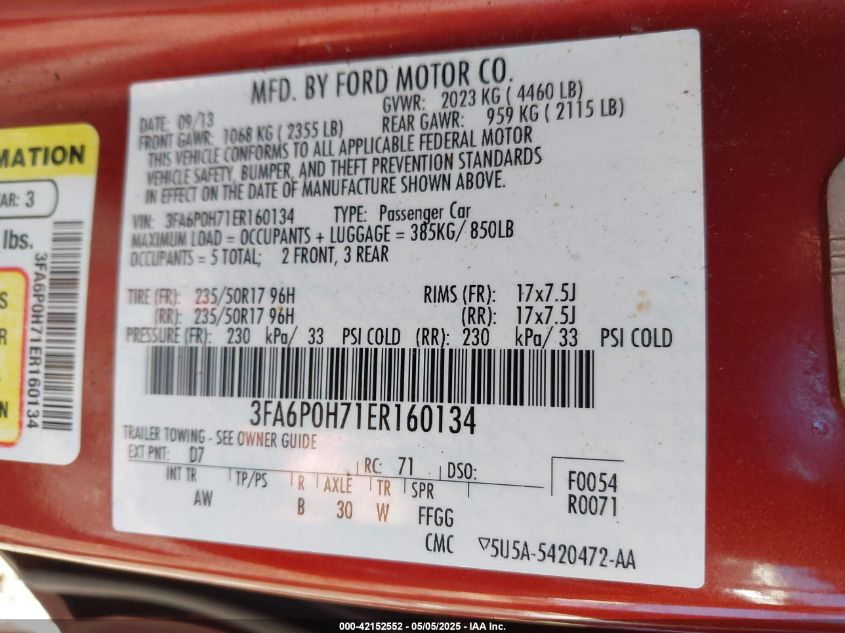 MFD. BY FORD MOTOR CO.
DATE: 09/13 GVWR: 2023 KG ( 4460 LB)
FRONT GAWR: 1068 KG ( 2355 LB) REAR GAWR: 959 KG ( 2115 LB)
THIS VEHICLE CONFORMS TO ALL APPLICABLE FEDERAL MOTOR
VEHICLE SAFETY, BUMPER, AND THEFT PREVENTION STANDARDS
IN EFFECT ON THE DATE OF MANUFACTURE SHOWN ABOVE.
VIN: 3FA6P0H71ER160134 TYPE: Passenger Car
MAXIMUM LOAD = OCCUPANTS + LUGGAGE = 385KG/ 850LB
OCCUPANTS = 5 TOTAL; 2 FRONT, 3 REAR
TIRE (FR): 235/50R17 96H RIMS (FR): 17x7.5J
(RR): 235/50R17 96H (RR): 17x7.5J
PRESSURE (FR): 230 kPa/ 33 PSI COLD (RR): 230 kPa/ 33 PSI COLD
3FA6P0H71ER160134
TRAILER TOWING - SEE OWNER GUIDE
EXT PNT: D7 RC: 71 DSO:
INT TR TP/PS R AXLE TR SPR
AW B 30 W FFGG
F0054
R0071
CMC 5U5A-5420472-AA
MATION
AR: 3
lbs.
3FA6P0H71ER160134
S
R
N
000-42152552 - 05/05/2025 - IAA Inc.